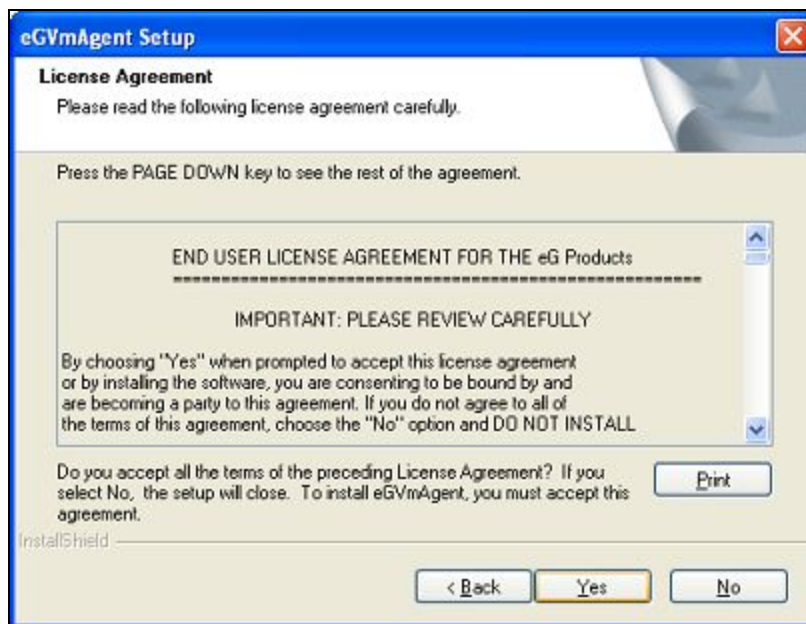 eGVmAgent Setup
License Agreement
Please read the following license agreement carefully.
Press the PAGE DOWN key to see the rest of the agreement.
END USER LICENSE AGREEMENT FOR THE eG Products
==========================================================
IMPORTANT: PLEASE REVIEW CAREFULLY
By choosing "Yes" when prompted to accept this license agreement
or by installing the software, you are consenting to be bound by and
are becoming a party to this agreement. If you do not agree to all of
the terms of this agreement, choose the "No" option and DO NOT INSTALL
Do you accept all the terms of the preceding License Agreement? If you
select No, the setup will close. To install eGVmAgent, you must accept this
agreement.
Print
InstallShield
< Back
Yes
No